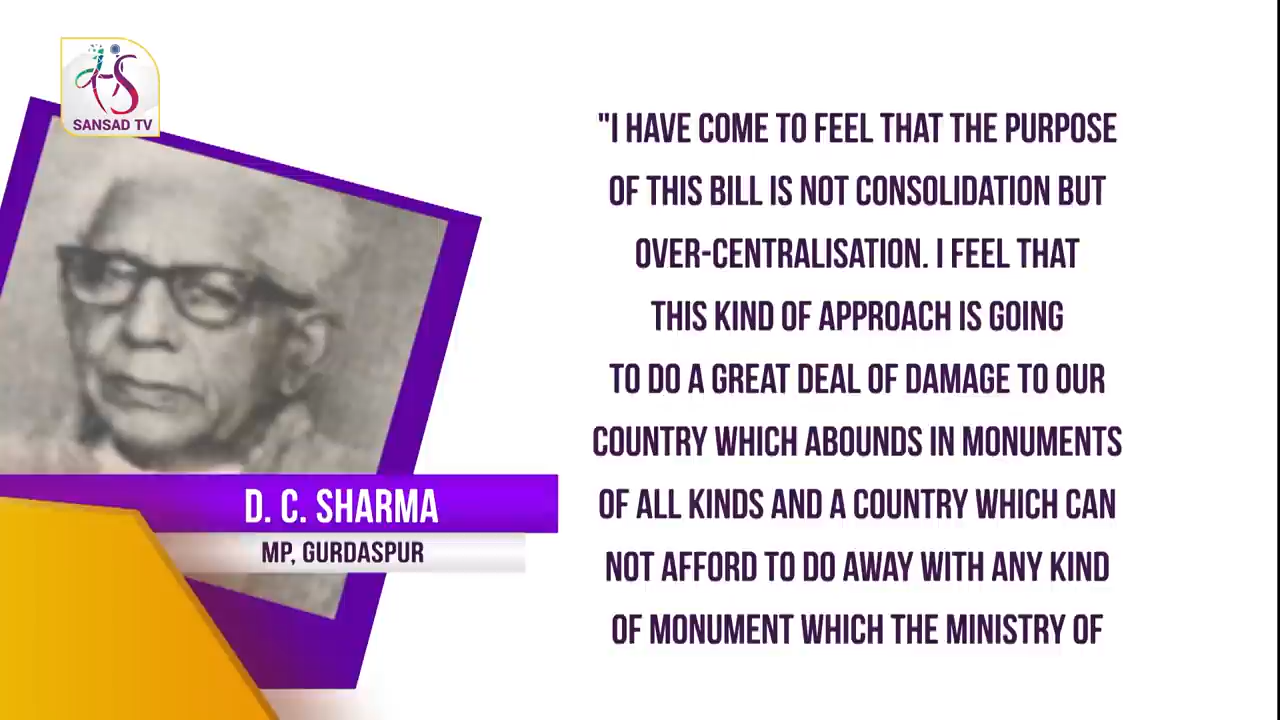 SANSAD TV
"I HAVE COME TO FEEL THAT THE PURPOSE
OF THIS BILL IS NOT CONSOLIDATION BUT
OVER-CENTRALISATION. I FEEL THAT
THIS KIND OF APPROACH IS GOING
TO DO A GREAT DEAL OF DAMAGE TO OUR
COUNTRY WHICH ABOUNDS IN MONUMENTS
OF ALL KINDS AND A COUNTRY WHICH CAN
NOT AFFORD TO DO AWAY WITH ANY KIND
OF MONUMENT WHICH THE MINISTRY OF
D. C. SHARMA
MP, GURDASPUR